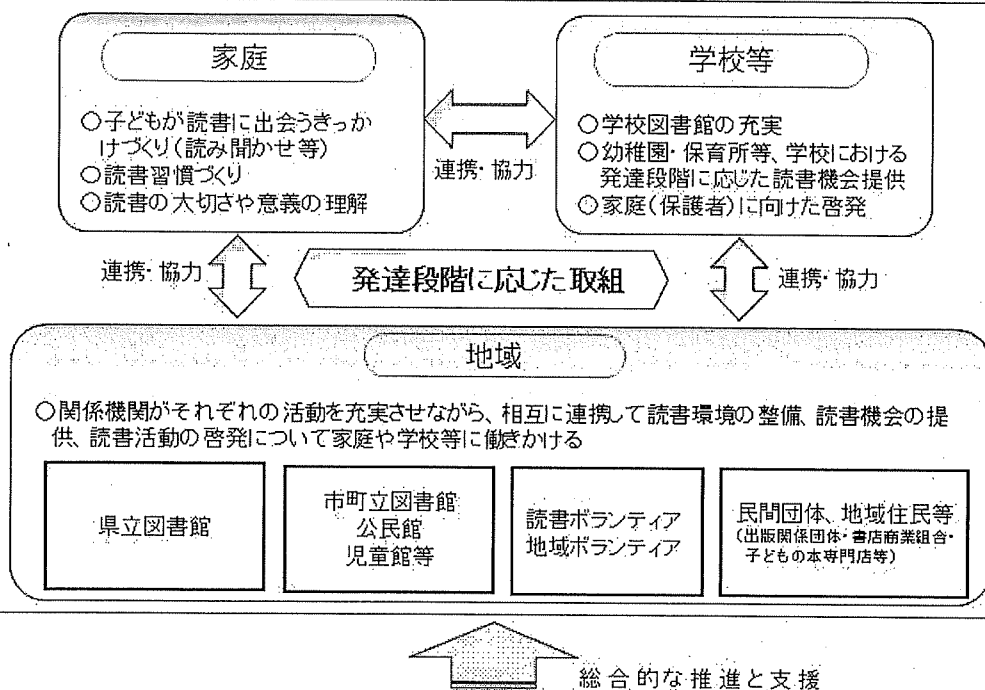 家庭
○子どもが読書に出会うきっか
けづくり(読み聞かせ等)
○読書習慣づくり
○読書の大切さや意義の理解
連携・協力
学校等
○学校図書館の充実
○幼稚園・保育所等、学校における
発達段階に応じた読書機会提供
○家庭(保護者)に向けた啓発
連携・協力
発達段階に応じた取組
連携・協力
地域
○関係機関がそれぞれの活動を充実させながら、相互に連携して読書環境の整備、読書機会の提
供、読書活動の啓発について家庭や学校等に働きかける
県立図書館
市町立図書館
公民館
児童館等
読書ボランティア
地域ボランティア
民間団体、地域住民等
(出版関係団体・書店商業組合・
子どもの本専門店等)
総合的な推進と支援